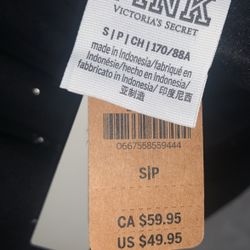 PINK
VICTORIA'S SECRET
S|P|CH|170/88A
made in Indonesia/fabriqué en
Indonésie/hecho en Indonesia/
fabbricato in Indonesia/ 印度尼西
亚制造
0667558559444
S|P
CA $59.95
US $49.95